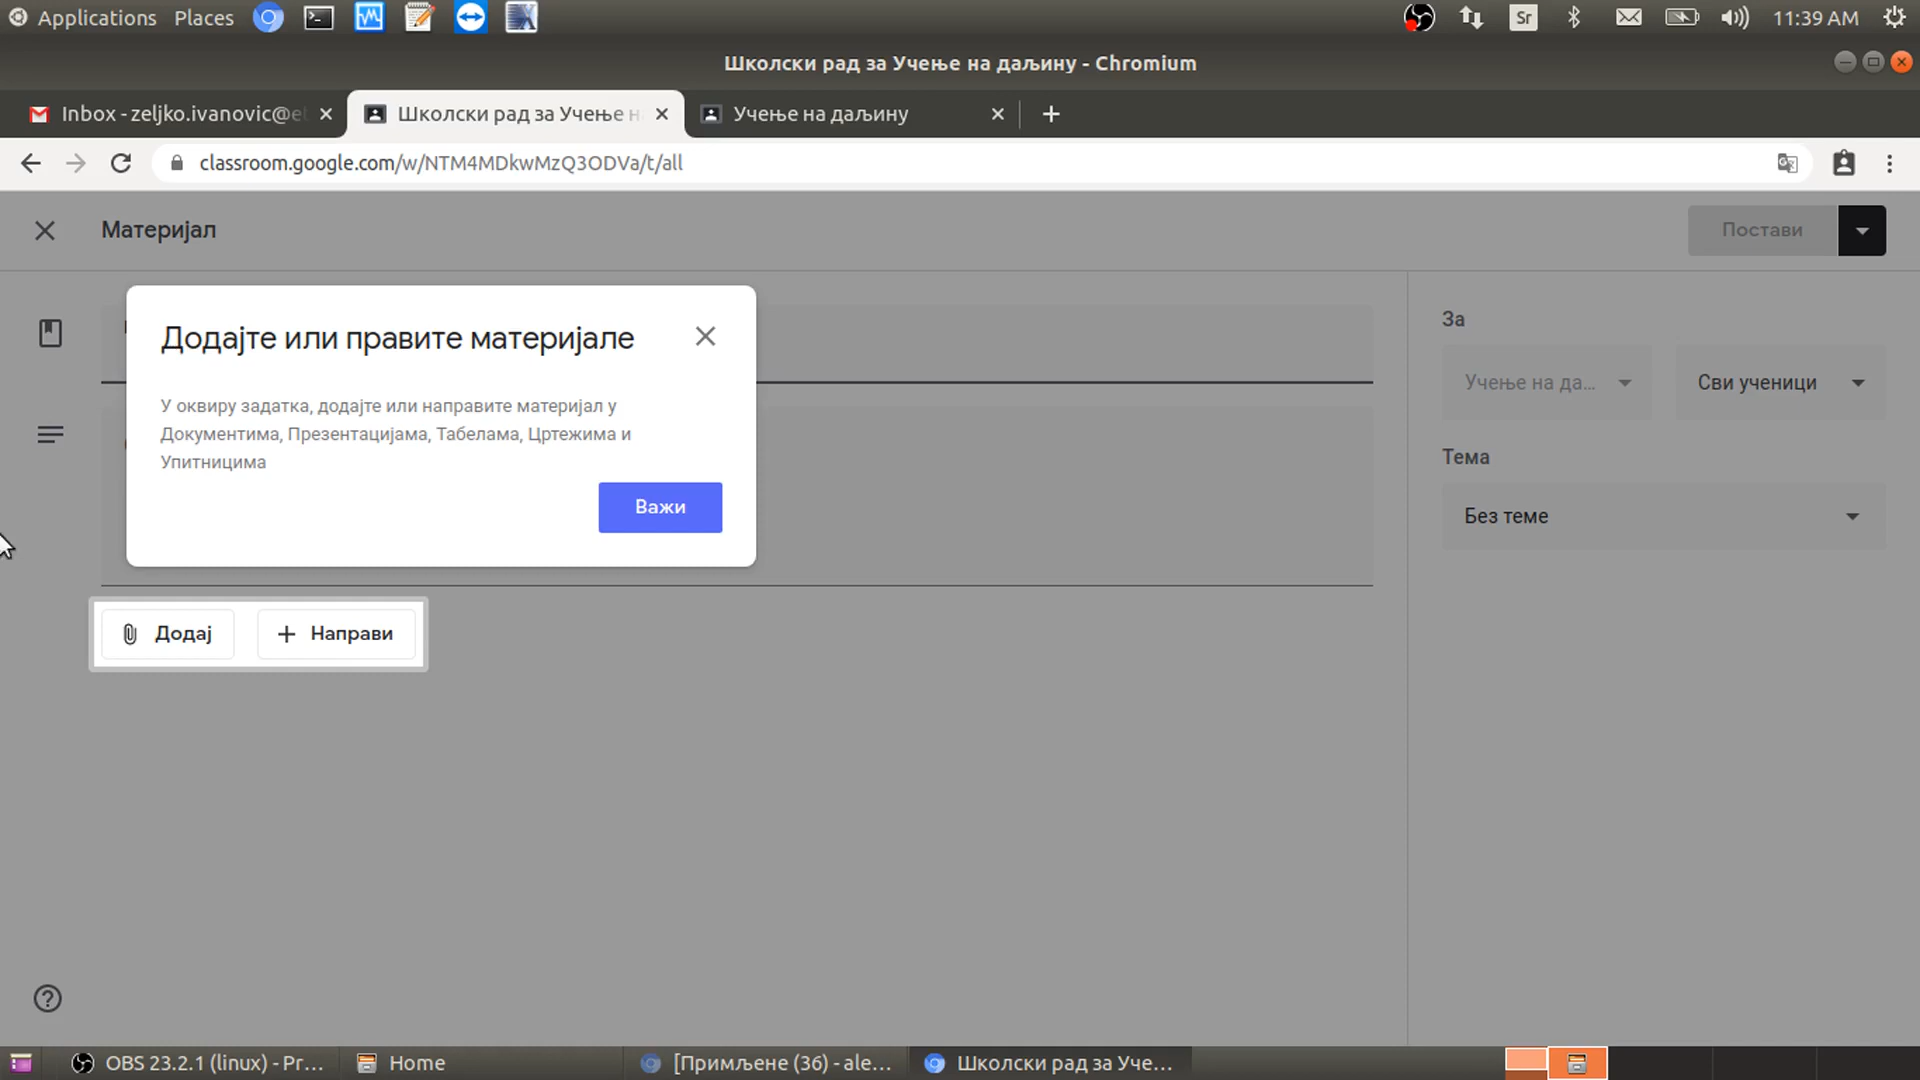 Applications Places
Sr
11:39 AM
Школски рад за Учење на даљину - Chromium
Inbox - zeljko.ivanovic@
Школски рад за Учење
Учење на даљину
classroom.google.com/w/NTM4MDkwMzQ3ODVa/t/all
Материјал
Постави
Додајте или правите материјале
У оквиру задатка, додајте или направите материјал у
Документима, Презентацијама, Табелама, Цртежима и
Упитницима
Важи
За
Учење на да...
Сви ученици
Тема
Без теме
Додај
Направи
OBS 23.2.1 (linux) - Pr...
Home
[Примљене (36) - ale...
Школски рад за Уче...